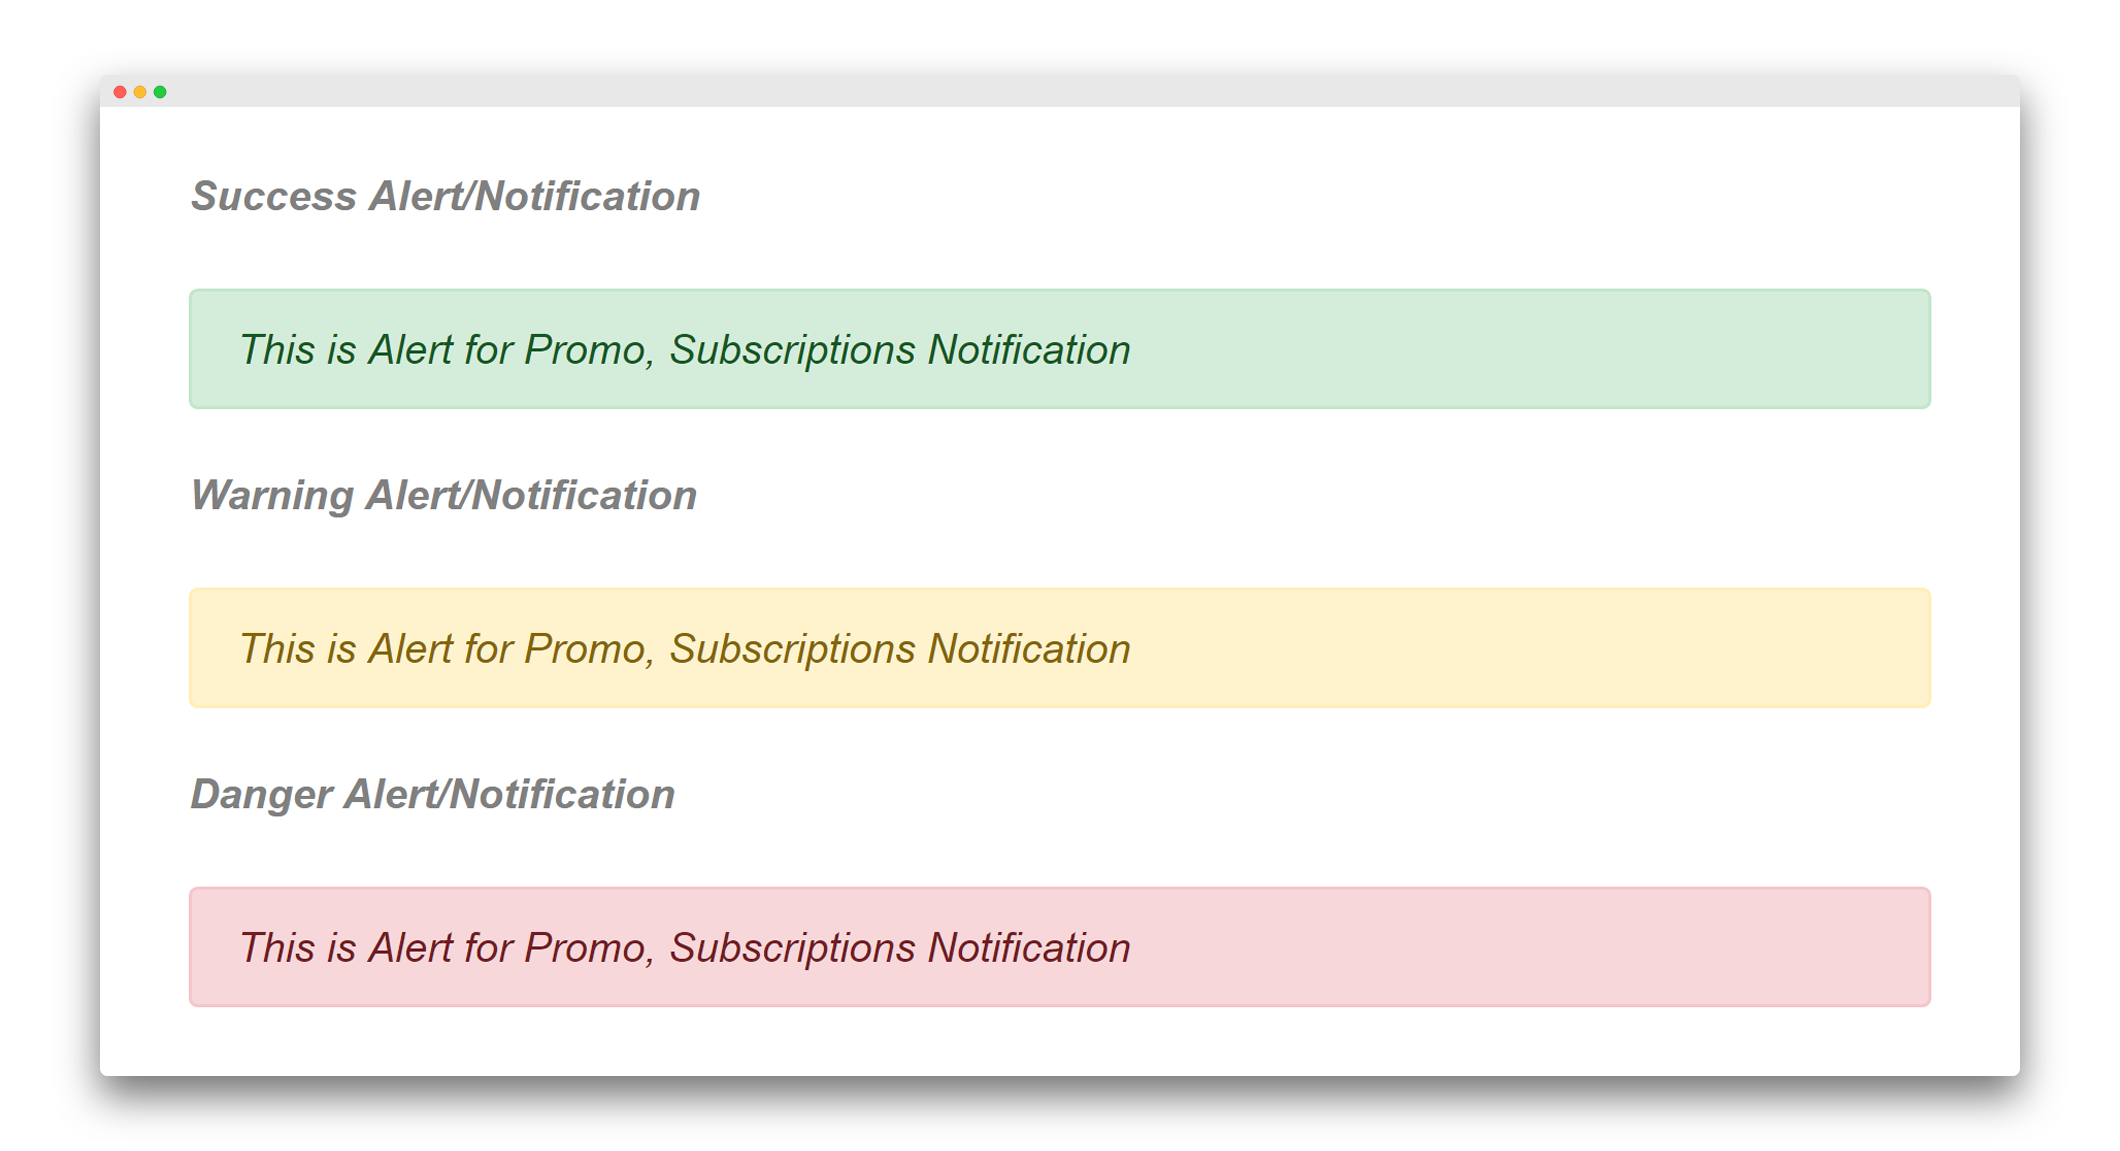 Success Alert/Notification
This is Alert for Promo, Subscriptions Notification
Warning Alert/Notification
This is Alert for Promo, Subscriptions Notification
Danger Alert/Notification
This is Alert for Promo, Subscriptions Notification